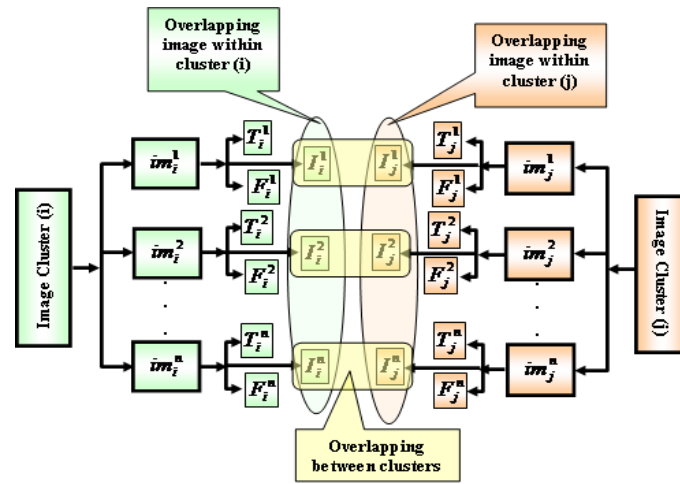 Overlapping
image within
cluster (i)
Overlapping
image within
cluster (j)
Image Cluster (i)
im_i^1
T_i^1
F_i^1
I_i^1
I_j^1
T_j^1
F_j^1
im_j^1
im_i^2
T_i^2
F_i^2
I_i^2
I_j^2
T_j^2
F_j^2
im_j^2
im_i^n
T_i^n
F_i^n
I_i^n
I_j^n
T_j^n
F_j^n
im_j^n
Image Cluster (j)
Overlapping
between clusters